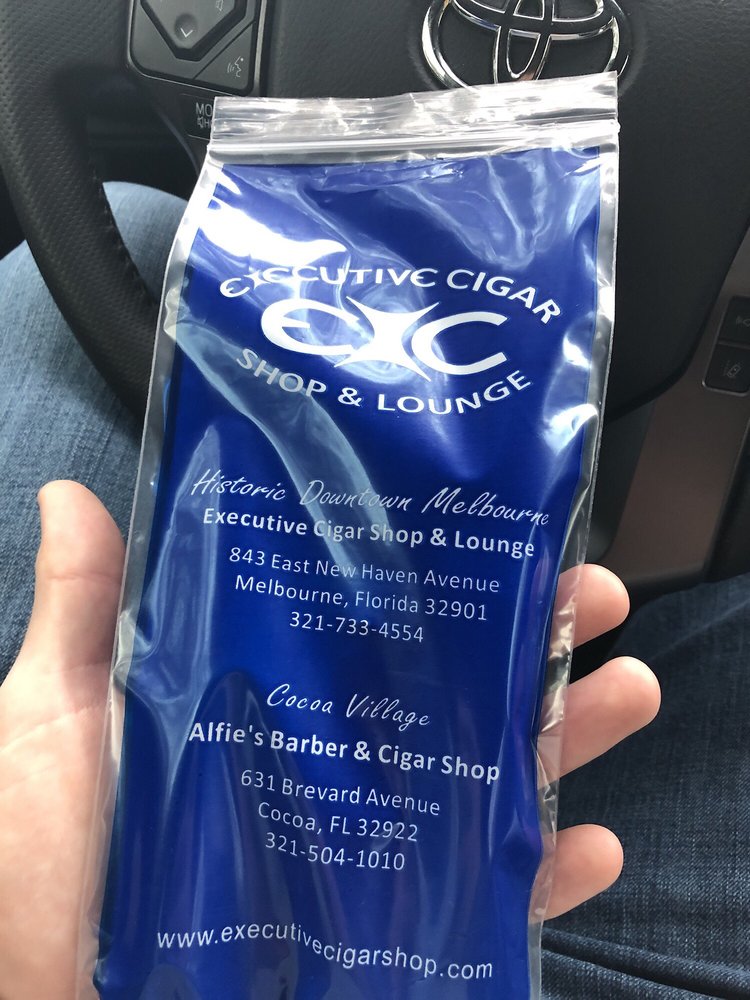 MO
EXECUTIVE CIGAR
EXC
SHOP & LOUNGE
Historic Downtown Melbourne
Executive Cigar Shop & Lounge
843 East New Haven Avenue
Melbourne, Florida 32901
321-733-4554
Cocoa Village
Alfie's Barber & Cigar Shop
631 Brevard Avenue
Cocoa, FL 32922
321-504-1010
www.executivecigarshop.com